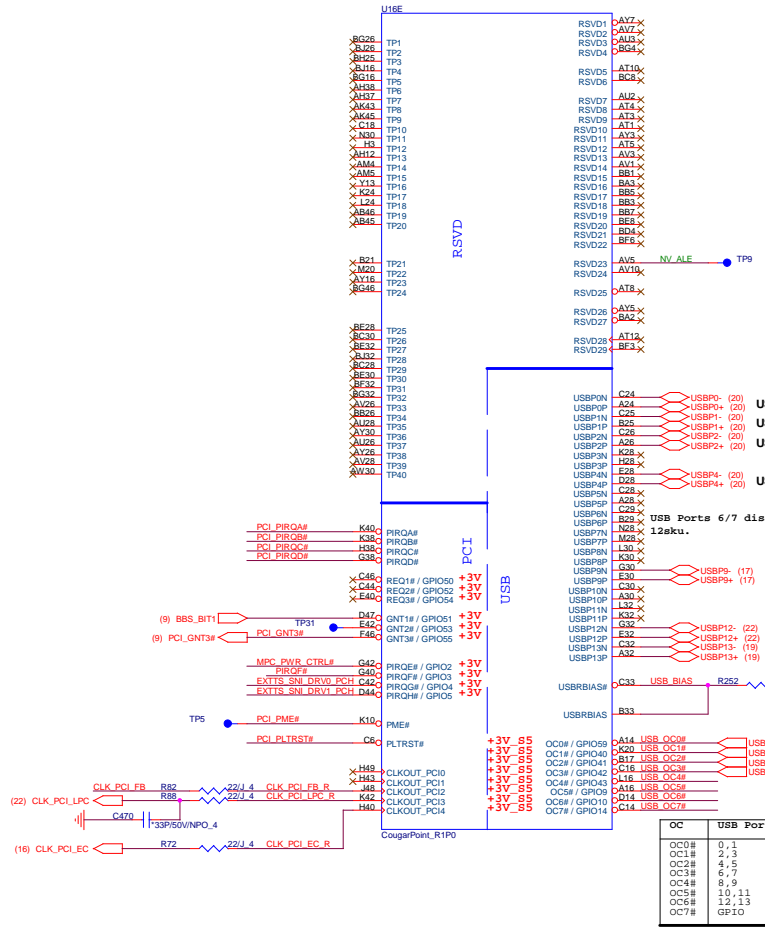 U16E
BG26 TP1
BJ26 TP2
BH25 TP3
BJ16 TP4
BG16 TP5
AH38 TP6
AH37 TP7
AK43 TP8
AK45 TP9
C18 TP10
N30 TP11
H3 TP12
AH12 TP13
AM4 TP14
AM5 TP15
Y13 TP16
K24 TP17
L24 TP18
AB46 TP19
AB45 TP20
B21 TP21
M20 TP22
AY16 TP23
BG46 TP24
BE28 TP25
BC30 TP26
BE32 TP27
BJ32 TP28
BC28 TP29
BE30 TP30
BF32 TP31
BG32 TP32
AV26 TP33
BB26 TP34
AU28 TP35
AY30 TP36
AU26 TP37
AY26 TP38
AV28 TP39
AW30 TP40
RSVD
RSVD1 AY7
RSVD2 AV7
RSVD3 AU3
RSVD4 BG4
RSVD5 AT10
RSVD6 BC8
RSVD7 AU2
RSVD8 AT4
RSVD9 AT3
RSVD10 AT1
RSVD11 AY3
RSVD12 AT5
RSVD13 AV3
RSVD14 AV1
RSVD15 BB1
RSVD16 BA3
RSVD17 BB5
RSVD18 BB3
RSVD19 BB7
RSVD20 BE8
RSVD21 BD4
RSVD22 BF6
RSVD23 AV5 NV_ALE TP9
RSVD24 AV10
RSVD25 AT8
RSVD26 AY5
RSVD27 BA2
RSVD28 AT12
RSVD29 BF3
USBP0N C24 USBP0- (20)
USBP0P A24 USBP0+ (20) U
USBP1N C25 USBP1- (20)
USBP1P B25 USBP1+ (20) U
USBP2N C26 USBP2- (20)
USBP2P A26 USBP2+ (20) U
USBP3N K28
USBP3P H28
USBP4N E28 USBP4- (20)
USBP4P D28 USBP4+ (20) U
USBP5N C28
USBP5P A28
USBP6N C29
USBP6P B29
USBP7N N28
USBP7P M28
USB Ports 6/7 dis
12sku.
USBP8N L30
USBP8P K30
USBP9N G30 USBP9- (17)
USBP9P E30 USBP9+ (17)
USBP10N C30
USBP10P A30
USBP11N L32
USBP11P K32
USBP12N G32 USBP12- (22)
USBP12P E32 USBP12+ (22)
USBP13N C32 USBP13- (19)
USBP13P A32 USBP13+ (19)
USBRBIAS# C33 USB_BIAS R252
USBRBIAS B33
PCI
USB
PCI_PIRQA# K40 PIRQA#
PCI_PIRQB# K38 PIRQB#
PCI_PIRQC# H38 PIRQC#
PCI_PIRQD# G38 PIRQD#
C46 REQ1# / GPIO50 +3V
C44 REQ2# / GPIO52 +3V
E40 REQ3# / GPIO54 +3V
(9) BBS_BIT1 D47 GNT1# / GPIO51 +3V
TP31 E42 GNT2# / GPIO53 +3V
(9) PCI_GNT3# PCI_GNT3# F46 GNT3# / GPIO55 +3V
MPC_PWR_CTRL# G42 PIRQE# / GPIO2 +3V
PIRQF# G40 PIRQF# / GPIO3 +3V
EXTTS_SNI_DRV0_PCH C42 PIRQG# / GPIO4 +3V
EXTTS_SNI_DRV1_PCH D44 PIRQH# / GPIO5 +3V
TP5 PCI_PME# K10 PME#
PCI_PLTRST# C6 PLTRST#
+3V_S5 OC0# / GPIO59 A14 USB_OC0# USB
+3V_S5 OC1# / GPIO40 K20 USB_OC1# USB
+3V_S5 OC2# / GPIO41 B17 USB_OC2# USB
+3V_S5 OC3# / GPIO42 C16 USB_OC3# USB
+3V_S5 OC4# / GPIO43 L16 USB_OC4#
+3V_S5 OC5# / GPIO9 A16 USB_OC5#
+3V_S5 OC6# / GPIO10 D14 USB_OC6#
+3V_S5 OC7# / GPIO14 C14 USB_OC7#
H49 CLKOUT_PCI0
H43 CLKOUT_PCI1
CLK_PCI_FB R82 22/J_4 CLK_PCI_FB_R J48 CLKOUT_PCI2
(22) CLK_PCI_LPC R88 22/J_4 CLK_PCI_LPC_R K42 CLKOUT_PCI3
H40 CLKOUT_PCI4
C470 *33P/50V/NPO_4
(16) CLK_PCI_EC R72 22/J_4 CLK_PCI_EC_R
CougarPoint_R1P0
OC USB Por
OC0# 0,1
OC1# 2,3
OC2# 4,5
OC3# 6,7
OC4# 8,9
OC5# 10,11
OC6# 12,13
OC7# GPIO